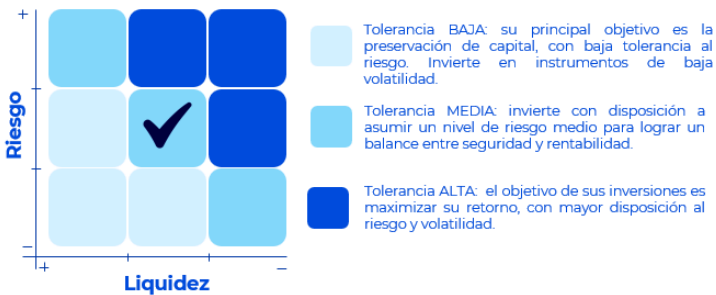 +
Riesgo
–
+
–
Liquidez
Tolerancia BAJA: su principal objetivo es la
preservación de capital, con baja tolerancia al
riesgo. Invierte en instrumentos de baja
volatilidad.
Tolerancia MEDIA: invierte con disposición a
asumir un nivel de riesgo medio para lograr un
balance entre seguridad y rentabilidad.
Tolerancia ALTA: el objetivo de sus inversiones es
maximizar su retorno, con mayor disposición al
riesgo y volatilidad.